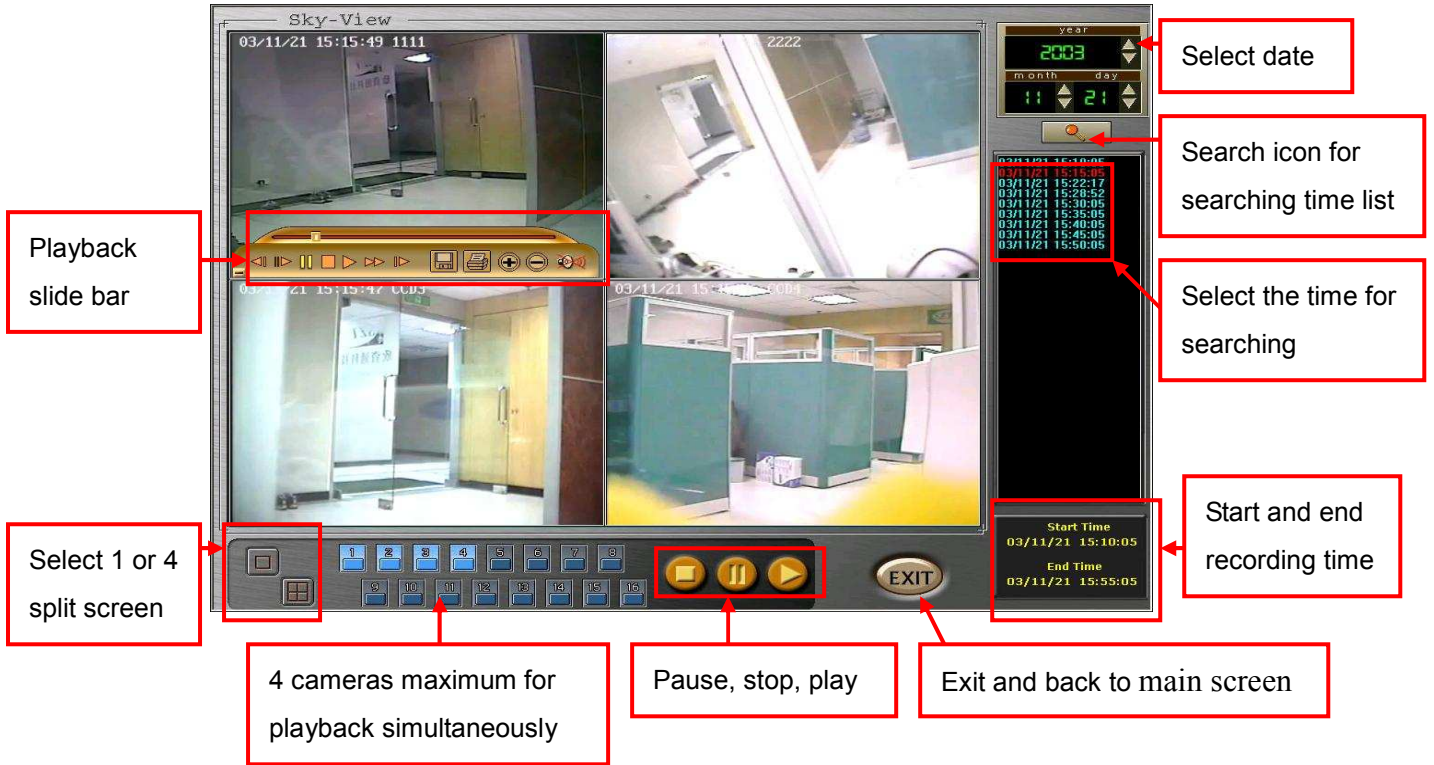 Sky-View
03/11/21 15:15:49 1111
2222
year
2003
month day
11 21
Select date
Search icon for
searching time list
03/11/21 15:10:05
03/11/21 15:15:05
03/11/21 15:22:17
03/11/21 15:28:52
03/11/21 15:30:05
03/11/21 15:35:05
03/11/21 15:40:05
03/11/21 15:45:05
03/11/21 15:50:05
Playback
slide bar
Select the time for
searching
03/11/21 15:15:47 CCD3
03/11/21 CCD4
Select 1 or 4
split screen
1 2 3 4 5 6 7 8
9 10 11 12 13 14 15 16
EXIT
Start Time
03/11/21 15:10:05
End Time
03/11/21 15:55:05
Start and end
recording time
4 cameras maximum for
playback simultaneously
Pause, stop, play
Exit and back to main screen